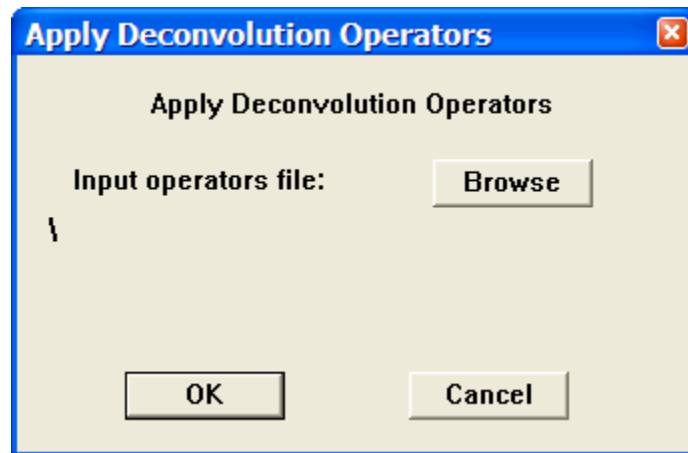 Apply Deconvolution Operators
Apply Deconvolution Operators
Input operators file: Browse
\
OK Cancel